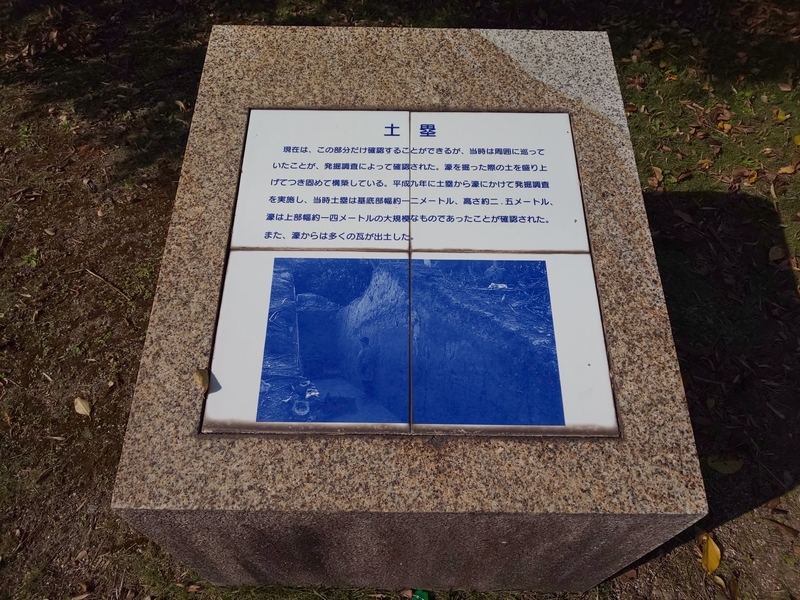 土塁
現在は、この部分だけ確認することができるが、当時は周囲に巡って
いたことが、発掘調査によって確認された。濠を掘った際の土を盛り上
げてつき固めて構築している。平成九年に土塁から濠にかけて発掘調査
を実施し、当時土塁は基底部幅約一二メートル、高さ約二.五メートル、
濠は上部幅約一四メートルの大規模なものであったことが確認された。
また、濠からは多くの瓦が出土した。